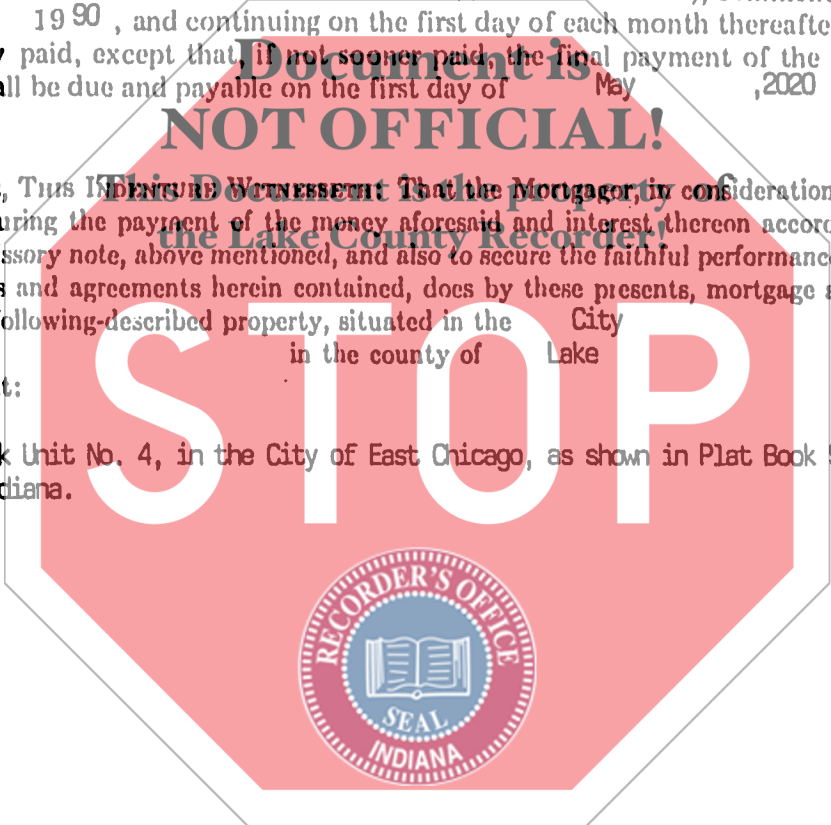 1990 , and continuing on the first day of each month thereafte
paid, except that, if not sooner paid, the final payment of the
all be due and payable on the first day of May ,2020
Document is
NOT OFFICIAL!
, THIS INDENTURE WITNESSETH: That the Mortgagor, in consideration
This Document is the property
uring the payment of the money aforesaid and interest thereon accor
the Lake County Recorder!
ssory note, above mentioned, and also to secure the faithful performance
s and agreements herein contained, does by these presents, mortgage
ollowing-described property, situated in the City
in the county of Lake
t:
STOP
k Unit No. 4, in the City of East Chicago, as shown in Plat Book
diana.
RECORDER'S OFFICE
SEAL
INDIANA